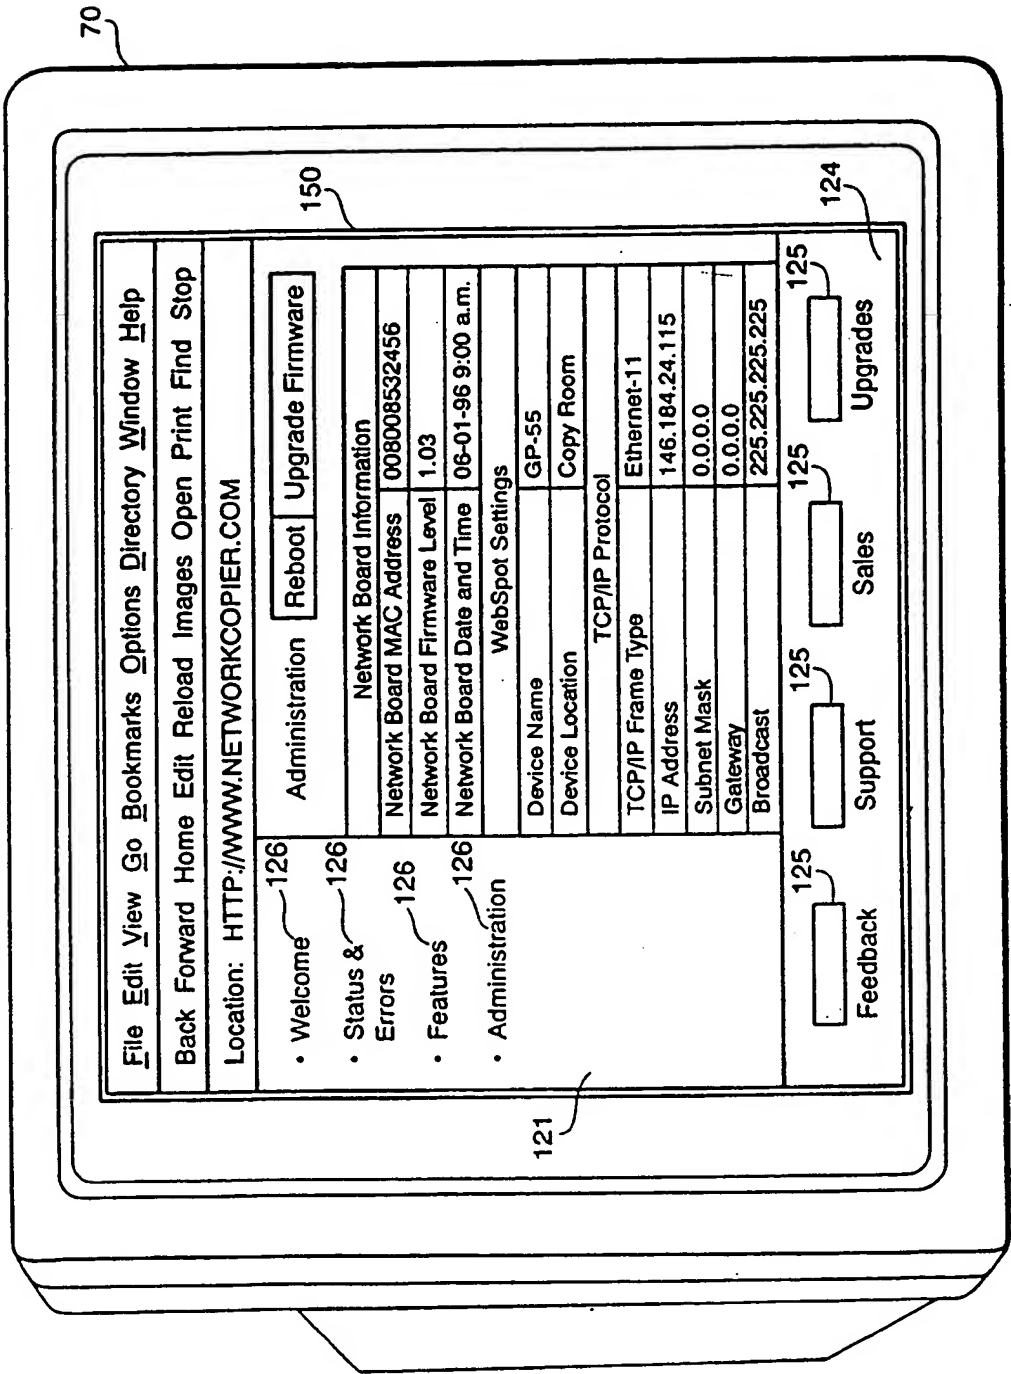 70
File Edit View Go Bookmarks Options Directory Window Help
Back Forward Home Edit Reload Images Open Print Find Stop
Location: HTTP://WWW.NETWORKCOPIER.COM
150
• Welcome
126
• Status &
Errors
126
• Features
126
• Administration
126
121
Administration Reboot Upgrade Firmware
Network Board Information
Network Board MAC Address 008008532456
Network Board Firmware Level 1.03
Network Board Date and Time 06-01-96 9:00 a.m.
WebSpot Settings
Device Name GP-55
Device Location Copy Room
TCP/IP Protocol
TCP/IP Frame Type Ethernet-11
IP Address 146.184.24.115
Subnet Mask 0.0.0.0
Gateway 0.0.0.0
Broadcast 225.225.225.225
125 125 125 125
Feedback Support Sales Upgrades
124